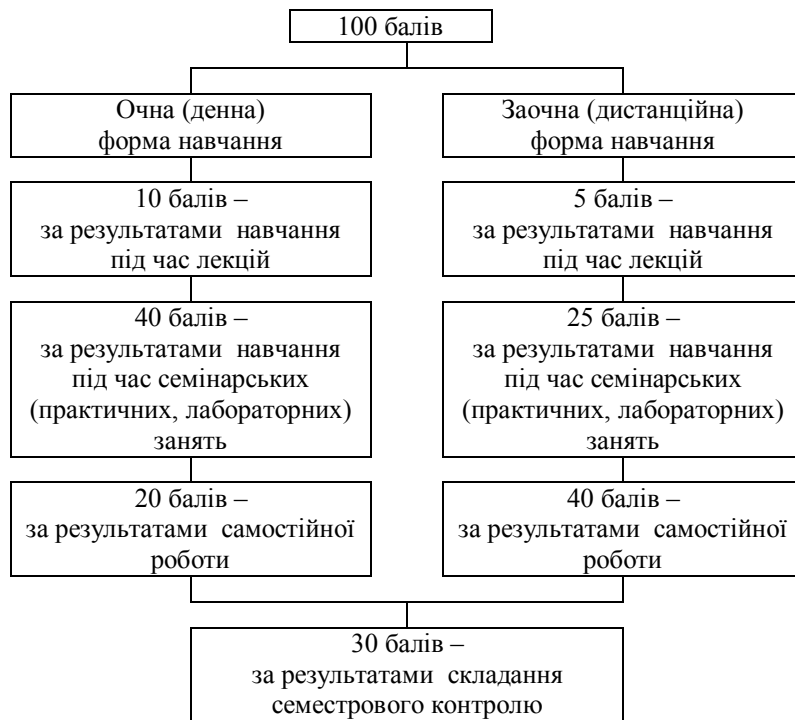 100 балів
Очна (денна)
форма навчання
Заочна (дистанційна)
форма навчання
10 балів –
за результатами навчання
під час лекцій
5 балів –
за результатами навчання
під час лекцій
40 балів –
за результатами навчання
під час семінарських
(практичних, лабораторних)
занять
25 балів –
за результатами навчання
під час семінарських
(практичних, лабораторних)
занять
20 балів –
за результатами самостійної
роботи
40 балів –
за результатами самостійної
роботи
30 балів –
за результатами складання
семестрового контролю